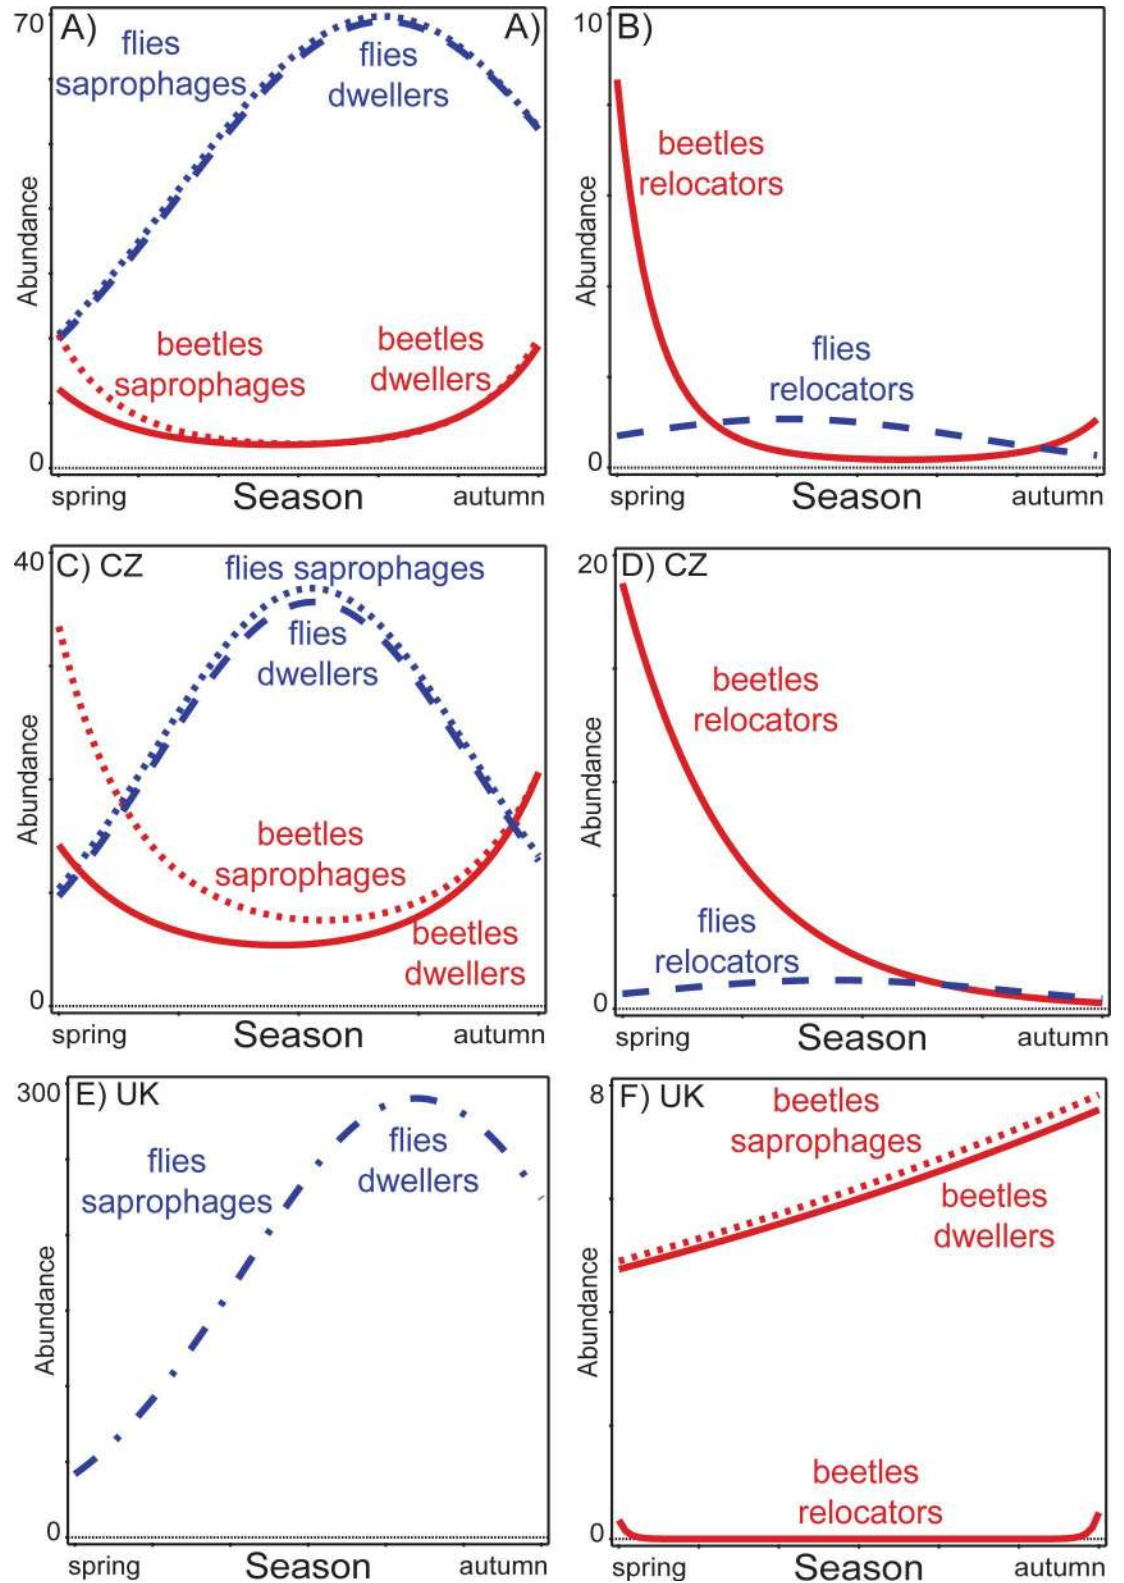 70
A)
A)
flies
saprophages
flies
dwellers
beetles
saprophages
beetles
dwellers
Abundance
0
spring
Season
autumn
10
B)
beetles
relocators
flies
relocators
Abundance
0
spring
Season
autumn
40
C) CZ
flies saprophages
flies
dwellers
beetles
saprophages
beetles
dwellers
Abundance
0
spring
Season
autumn
20
D) CZ
beetles
relocators
flies
relocators
Abundance
0
spring
Season
autumn
300
E) UK
flies
saprophages
flies
dwellers
Abundance
0
spring
Season
autumn
8
F) UK
beetles
saprophages
beetles
dwellers
beetles
relocators
Abundance
0
spring
Season
autumn